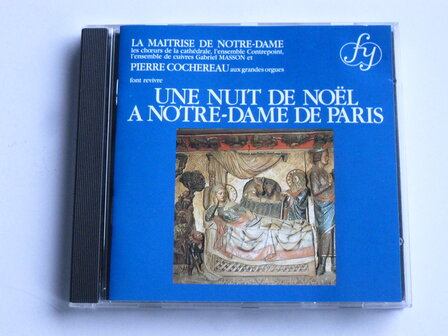 LA MAITRISE DE NOTRE-DAME
les chœurs de la cathédrale, l'ensemble Contrepoint,
l'ensemble de cuivres Gabriel MASSON et
PIERRE COCHEREAU aux grandes orgues
font revivre
UNE NUIT DE NOËL
A NOTRE-DAME DE PARIS
fy